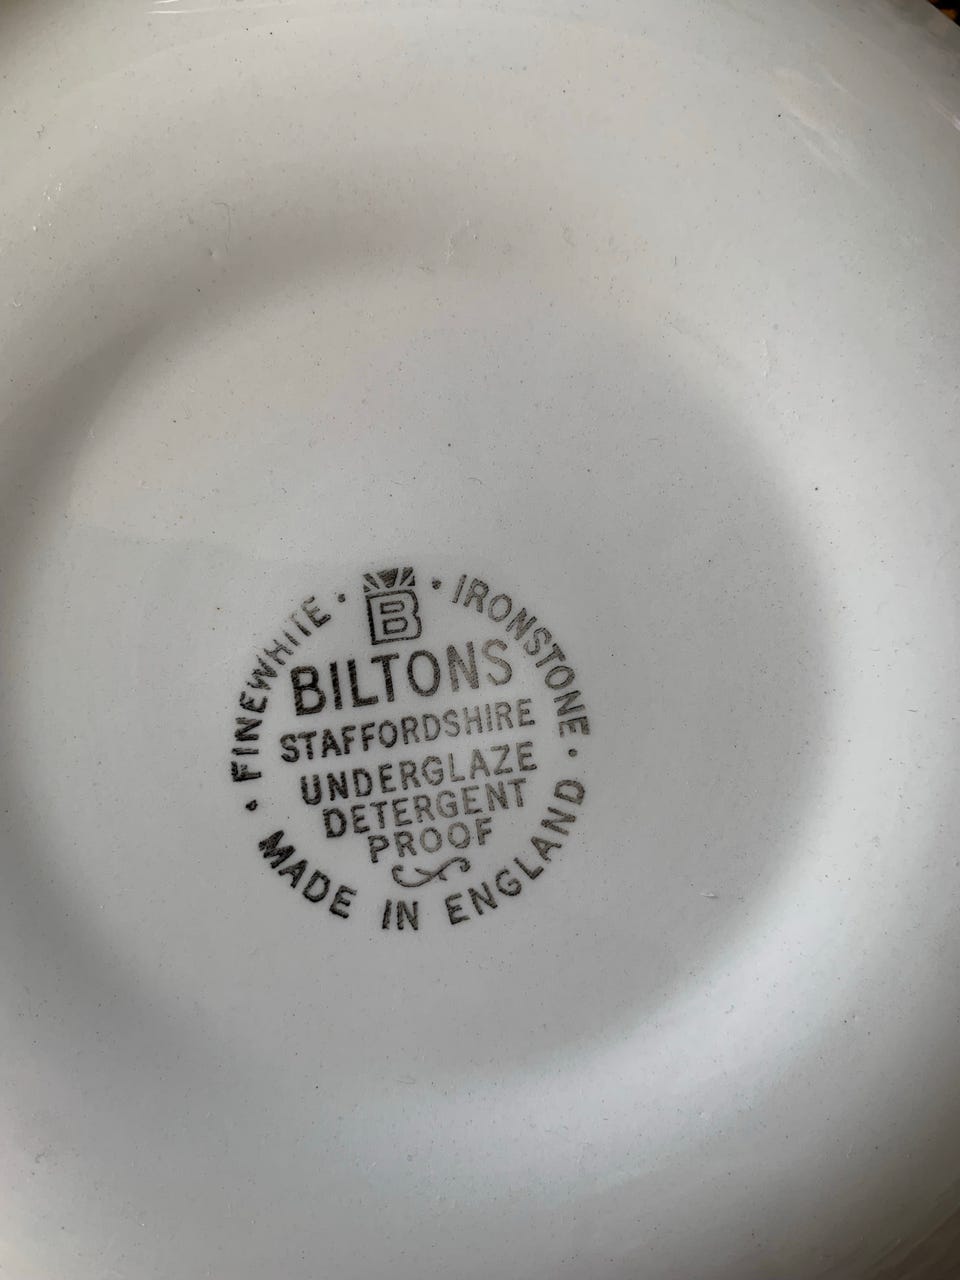 FINEWHITE · IRONSTONE ·
B
BILTONS
STAFFORDSHIRE
UNDERGLAZE
DETERGENT
PROOF
· MADE IN ENGLAND